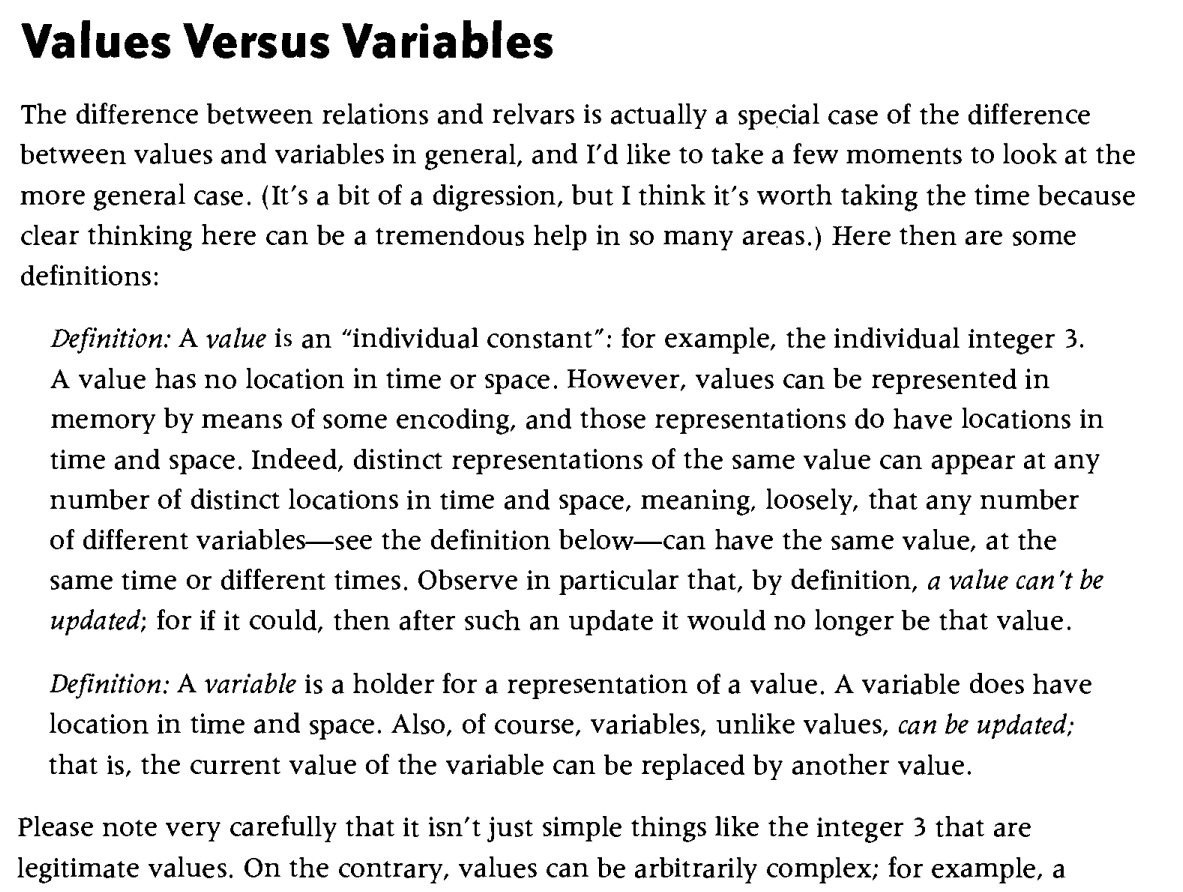 Values Versus Variables
The difference between relations and relvars is actually a special case of the difference
between values and variables in general, and I'd like to take a few moments to look at the
more general case. (It's a bit of a digression, but I think it's worth taking the time because
clear thinking here can be a tremendous help in so many areas.) Here then are some
definitions:
Definition: A value is an “individual constant”: for example, the individual integer 3.
A value has no location in time or space. However, values can be represented in
memory by means of some encoding, and those representations do have locations in
time and space. Indeed, distinct representations of the same value can appear at any
number of distinct locations in time and space, meaning, loosely, that any number
of different variables—see the definition below—can have the same value, at the
same time or different times. Observe in particular that, by definition, a value can't be
updated; for if it could, then after such an update it would no longer be that value.
Definition: A variable is a holder for a representation of a value. A variable does have
location in time and space. Also, of course, variables, unlike values, can be updated;
that is, the current value of the variable can be replaced by another value.
Please note very carefully that it isn't just simple things like the integer 3 that are
legitimate values. On the contrary, values can be arbitrarily complex; for example, a